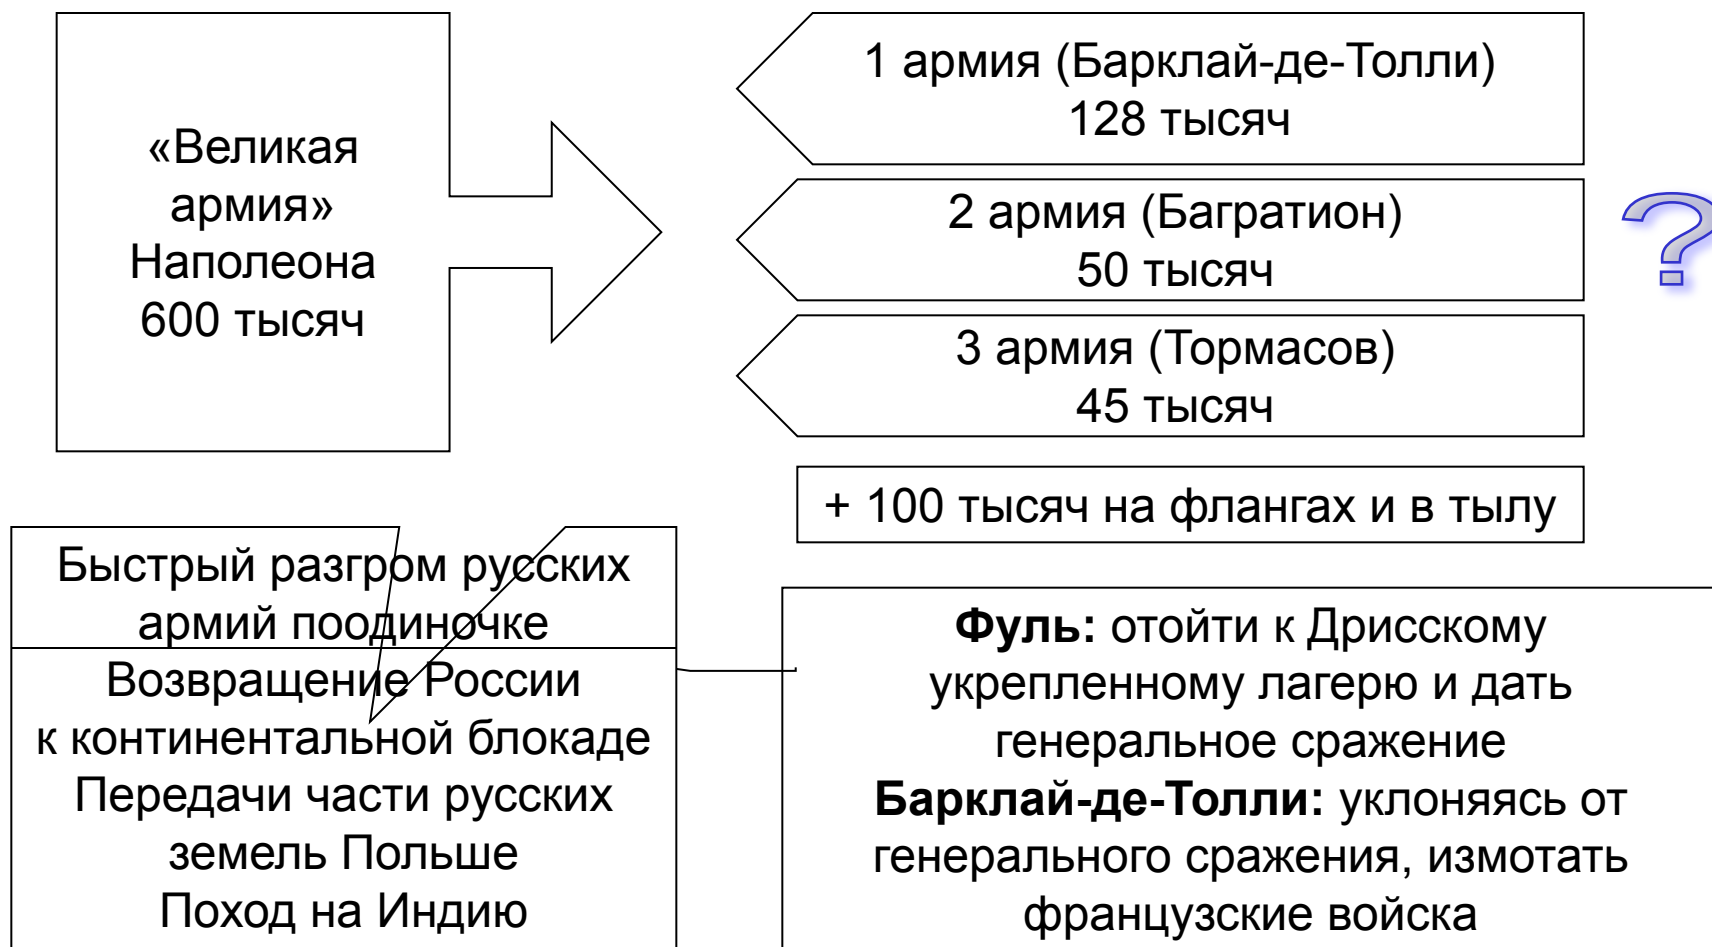 «Великая
армия»
Наполеона
600 тысяч
1 армия (Барклай-де-Толли)
128 тысяч
2 армия (Багратион)
50 тысяч
3 армия (Тормасов)
45 тысяч
+ 100 тысяч на флангах и в тылу
?
Быстрый разгром русских
армий поодиночке
Возвращение России
к континентальной блокаде
Передачи части русских
земель Польше
Поход на Индию
Фуль: отойти к Дрисскому
укрепленному лагерю и дать
генеральное сражение
Барклай-де-Толли: уклоняясь от
генерального сражения, измотать
французские войска